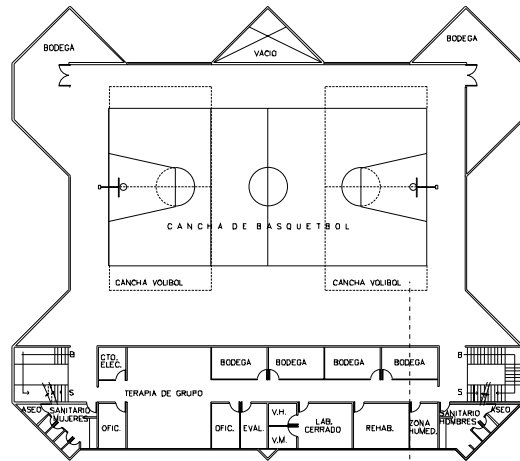 BODEGA
VACIO
BODEGA
CANCHA DE BASQUETBOL
CANCHA VOLIBOL
CANCHA VOLIBOL
B
CTO.
ELEC.
BODEGA
BODEGA
BODEGA
BODEGA
B
S
TERAPIA DE GRUPO
S
ASEO
SANITARIO
MUJERES
OFIC.
OFIC.
EVAL.
V.H.
V.M.
LAB.
CERRADO
REHAB.
ZONA
HUMED.
SANITARIO
HOMBRES
ASEO